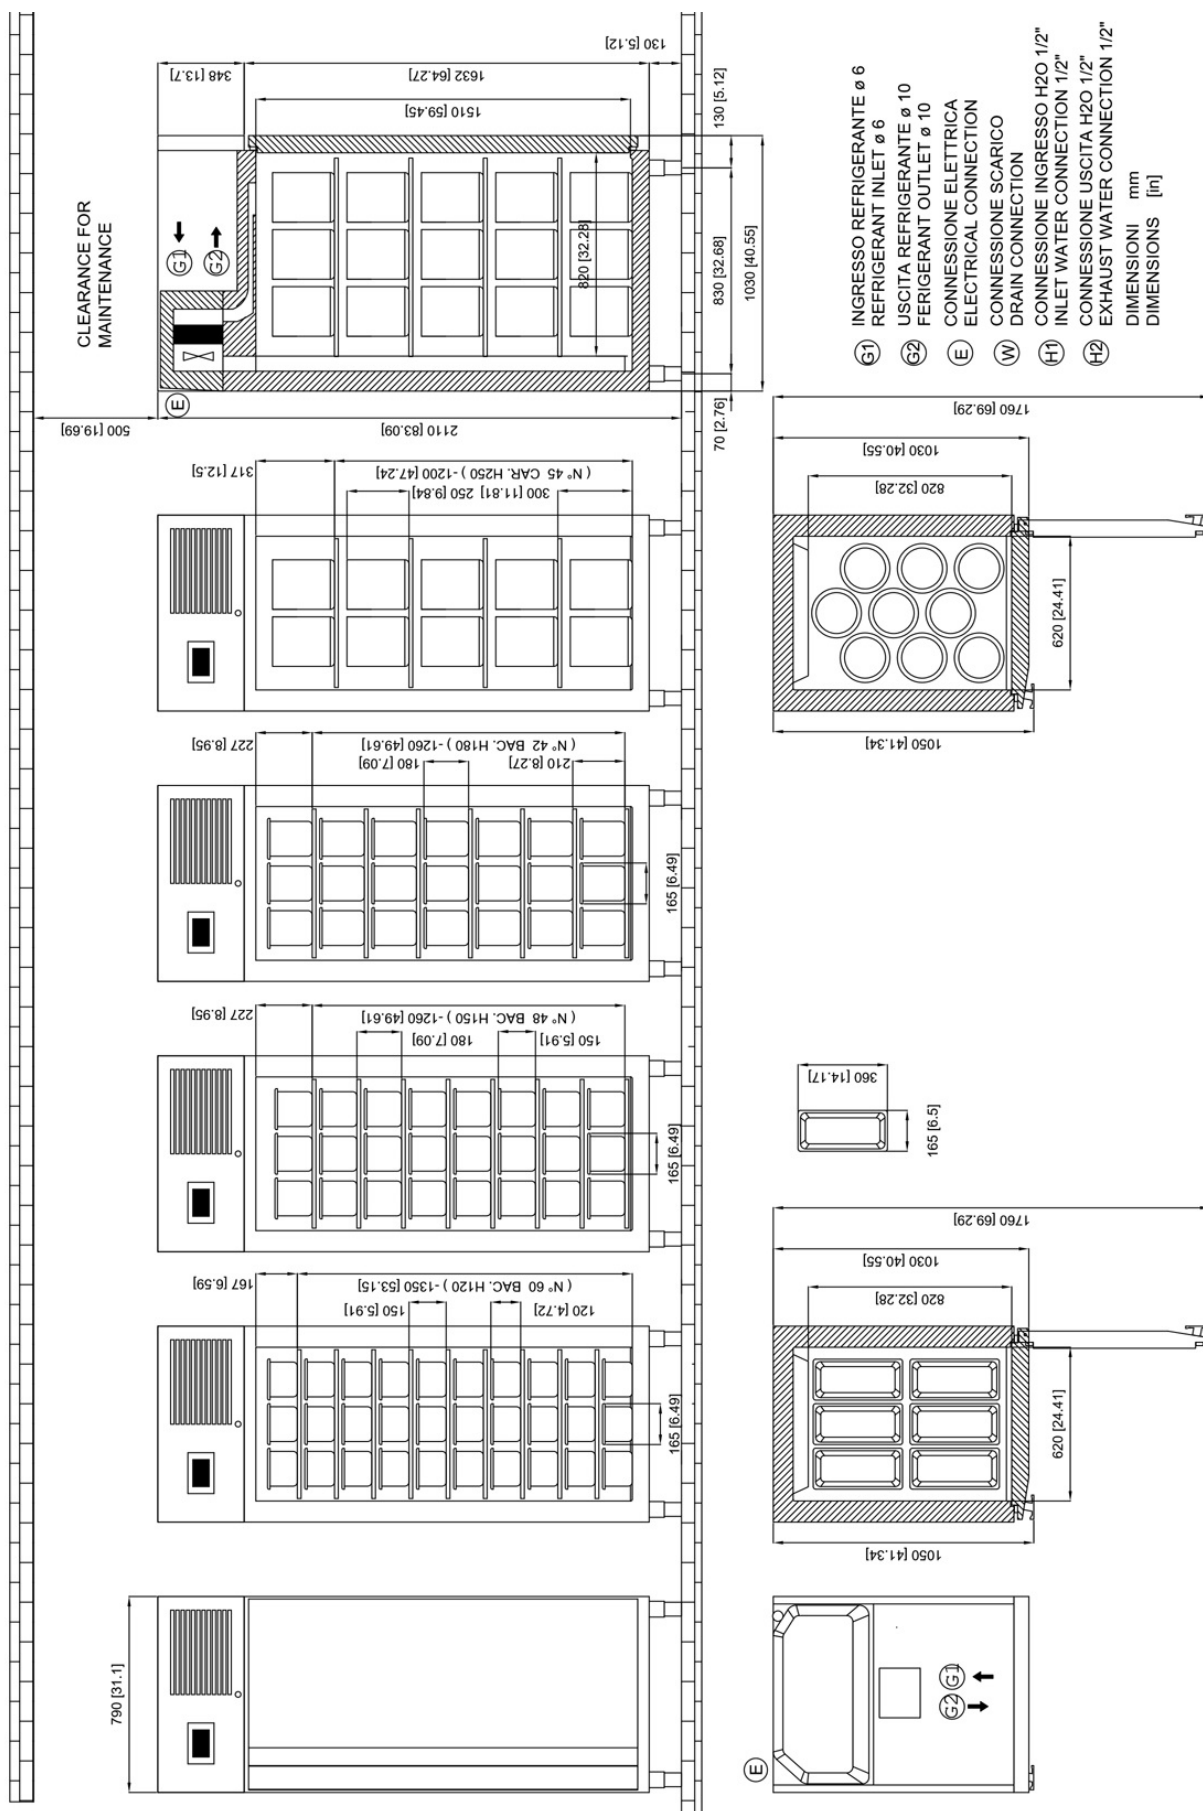 CLEARANCE FOR
MAINTENANCE
500 [19.69]
348 [13.7]
1632 [64.27]
130 [5.12]
1510 [59.45]
2110 [83.09]
G1
G2
E
820 [32.28]
130 [5.12]
830 [32.68]
1030 [40.55]
70 [2.76]
317 [12.5]
( N° 45 CAR. H250 ) -1200 [47.24]
300 [11.81]
250 [9.84]
227 [8.95]
( N° 42 BAC. H180 ) -1260 [49.61]
180 [7.09]
210 [8.27]
165 [6.49]
227 [8.95]
( N° 48 BAC. H150 ) -1260 [49.61]
180 [7.09]
150 [5.91]
165 [6.49]
167 [6.59]
( N° 60 BAC. H120 ) -1350 [53.15]
150 [5.91]
120 [4.72]
165 [6.49]
790 [31.1]
G1 INGRESSO REFRIGERANTE ø 6
REFRIGERANT INLET ø 6
G2 USCITA REFRIGERANTE ø 10
FERIGERANT OUTLET ø 10
E CONNESSIONE ELETTRICA
ELECTRICAL CONNECTION
W CONNESSIONE SCARICO
DRAIN CONNECTION
H1 CONNESSIONE INGRESSO H2O 1/2"
INLET WATER CONNECTION 1/2"
H2 CONNESSIONE USCITA H2O 1/2"
EXHAUST WATER CONNECTION 1/2"
DIMENSIONI mm
DIMENSIONS [in]
1760 [69.29]
1030 [40.55]
820 [32.28]
620 [24.41]
1050 [41.34]
360 [14.17]
165 [6.5]
1760 [69.29]
1030 [40.55]
820 [32.28]
620 [24.41]
1050 [41.34]
E
G2
G1